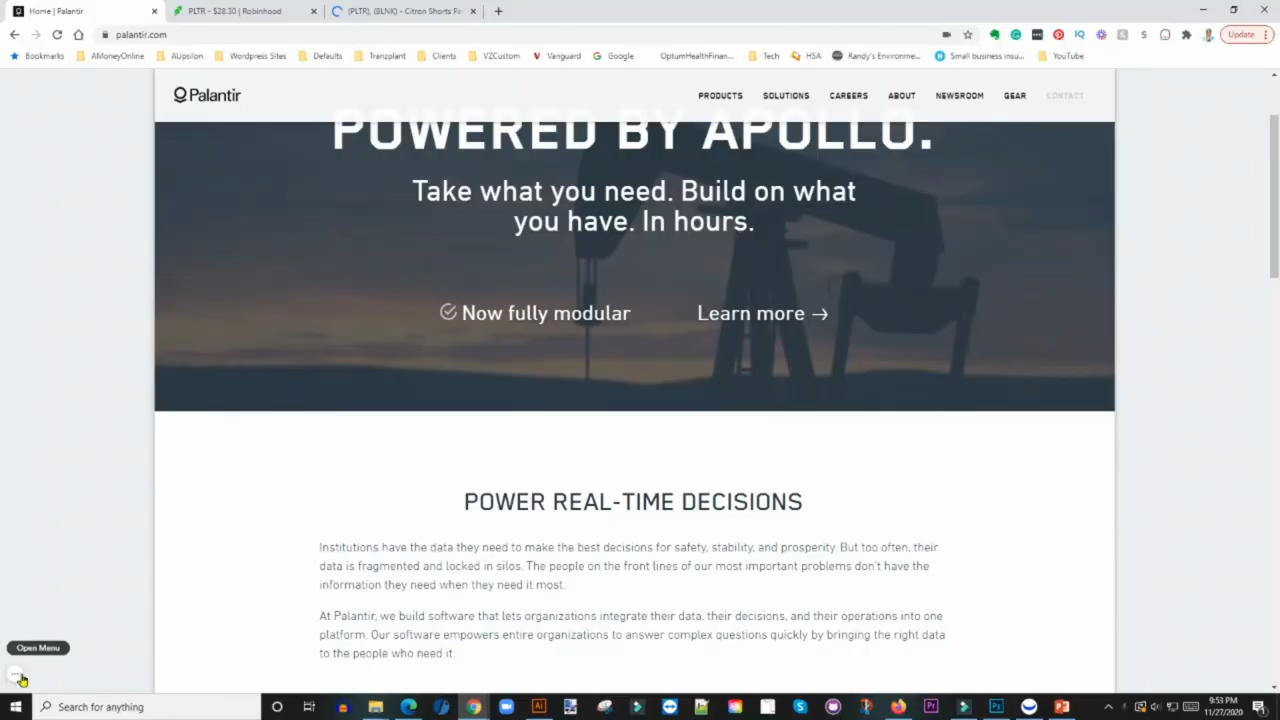 Home | Palantir
PLTR - $28.30 | Robinhood
(PLTR), (BLNK) - Citron Shorts Pa
palantir.com
Update
Bookmarks
AMoneyOnline
AUpsilon
Wordpress Sites
Defaults
Transplant
Clients
VZCustom
Vanguard
Google
OptumHealthFinan...
Tech
HSA
Randy's Environme...
Small business insu...
YouTube
Palantir
PRODUCTS
SOLUTIONS
CAREERS
ABOUT
NEWSROOM
GEAR
CONTACT
POWERED BY APOLLO.
Take what you need. Build on what
you have. In hours.
Now fully modular
Learn more →
POWER REAL-TIME DECISIONS
Institutions have the data they need to make the best decisions for safety, stability, and prosperity. But too often, their
data is fragmented and locked in silos. The people on the front lines of our most important problems don't have the
information they need when they need it most.
At Palantir, we build software that lets organizations integrate their data, their decisions, and their operations into one
platform. Our software empowers entire organizations to answer complex questions quickly by bringing the right data
to the people who need it.
Open Menu
Search for anything
9:53 PM
11/27/2020